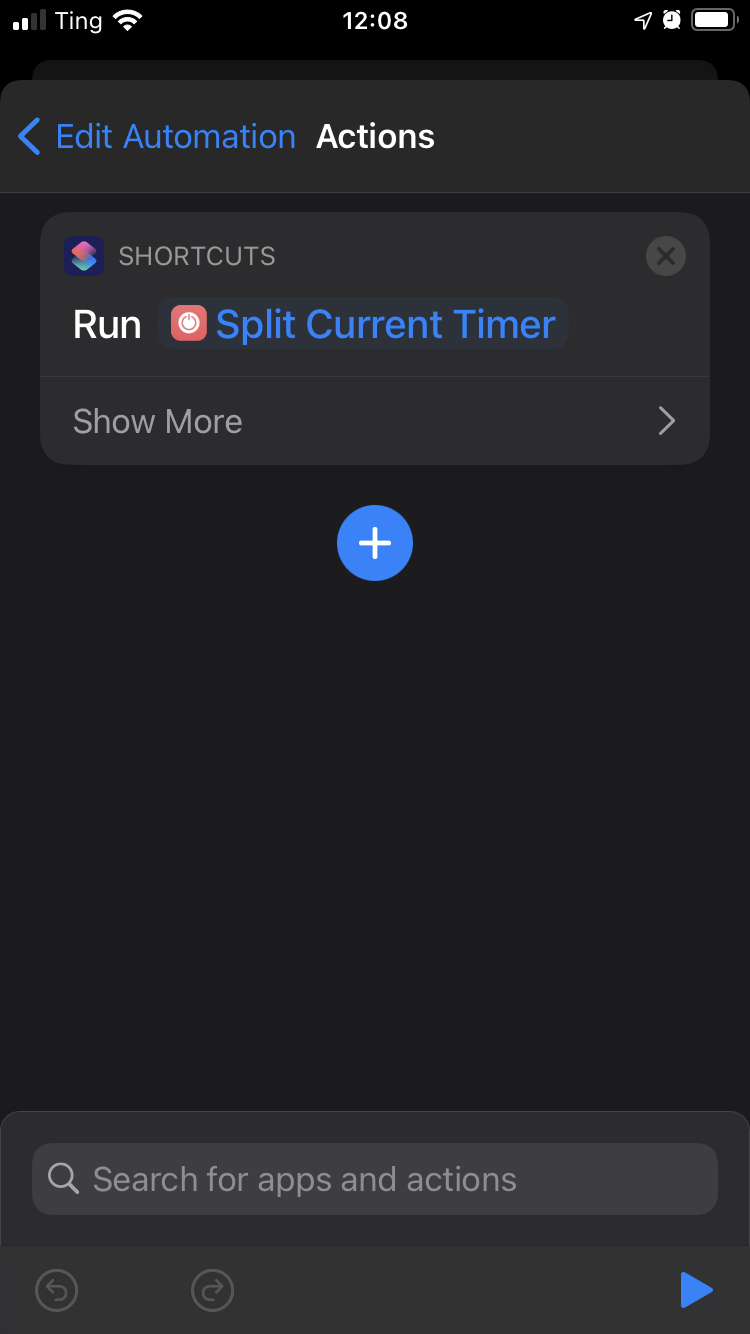 Ting 12:08
Edit Automation Actions
SHORTCUTS
Run Split Current Timer
Show More
Search for apps and actions